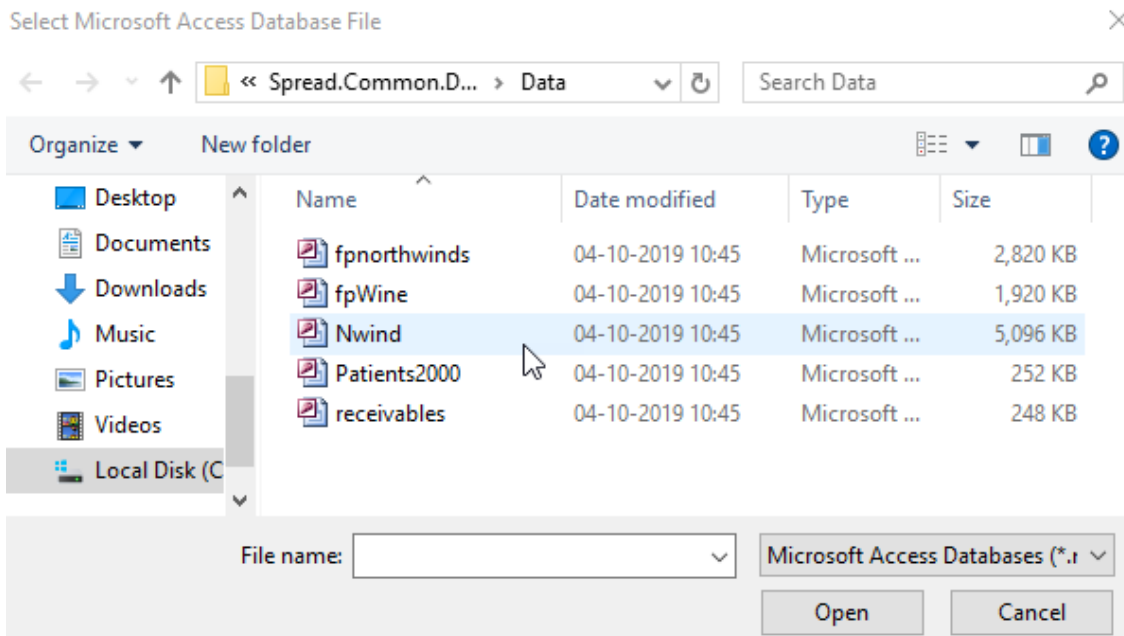 Select Microsoft Access Database File
« Spread.Common.D... > Data
Search Data
Organize
New folder
Name Date modified Type Size
Desktop
Documents
Downloads
Music
Pictures
Videos
Local Disk (C
fpnorthwinds 04-10-2019 10:45 Microsoft ... 2,820 KB
fpWine 04-10-2019 10:45 Microsoft ... 1,920 KB
Nwind 04-10-2019 10:45 Microsoft ... 5,096 KB
Patients2000 04-10-2019 10:45 Microsoft ... 252 KB
receivables 04-10-2019 10:45 Microsoft ... 248 KB
File name:
Microsoft Access Databases (*.r
Open
Cancel